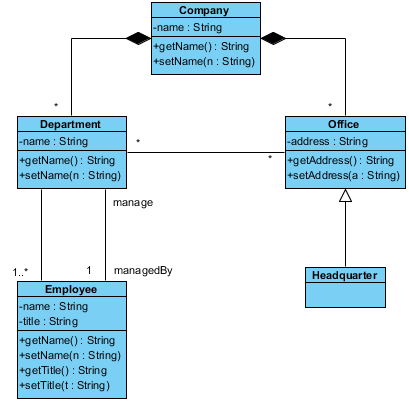 Company
-name : String
+getName() : String
+setName(n : String)
*
*
Department
-name : String
+getName() : String
+setName(n : String)
*
*
Office
-address : String
+getAddress() : String
+setAddress(a : String)
manage
1..*
1
managedBy
Headquarter
Employee
-name : String
-title : String
+getName() : String
+setName(n : String)
+getTitle() : String
+setTitle(t : String)